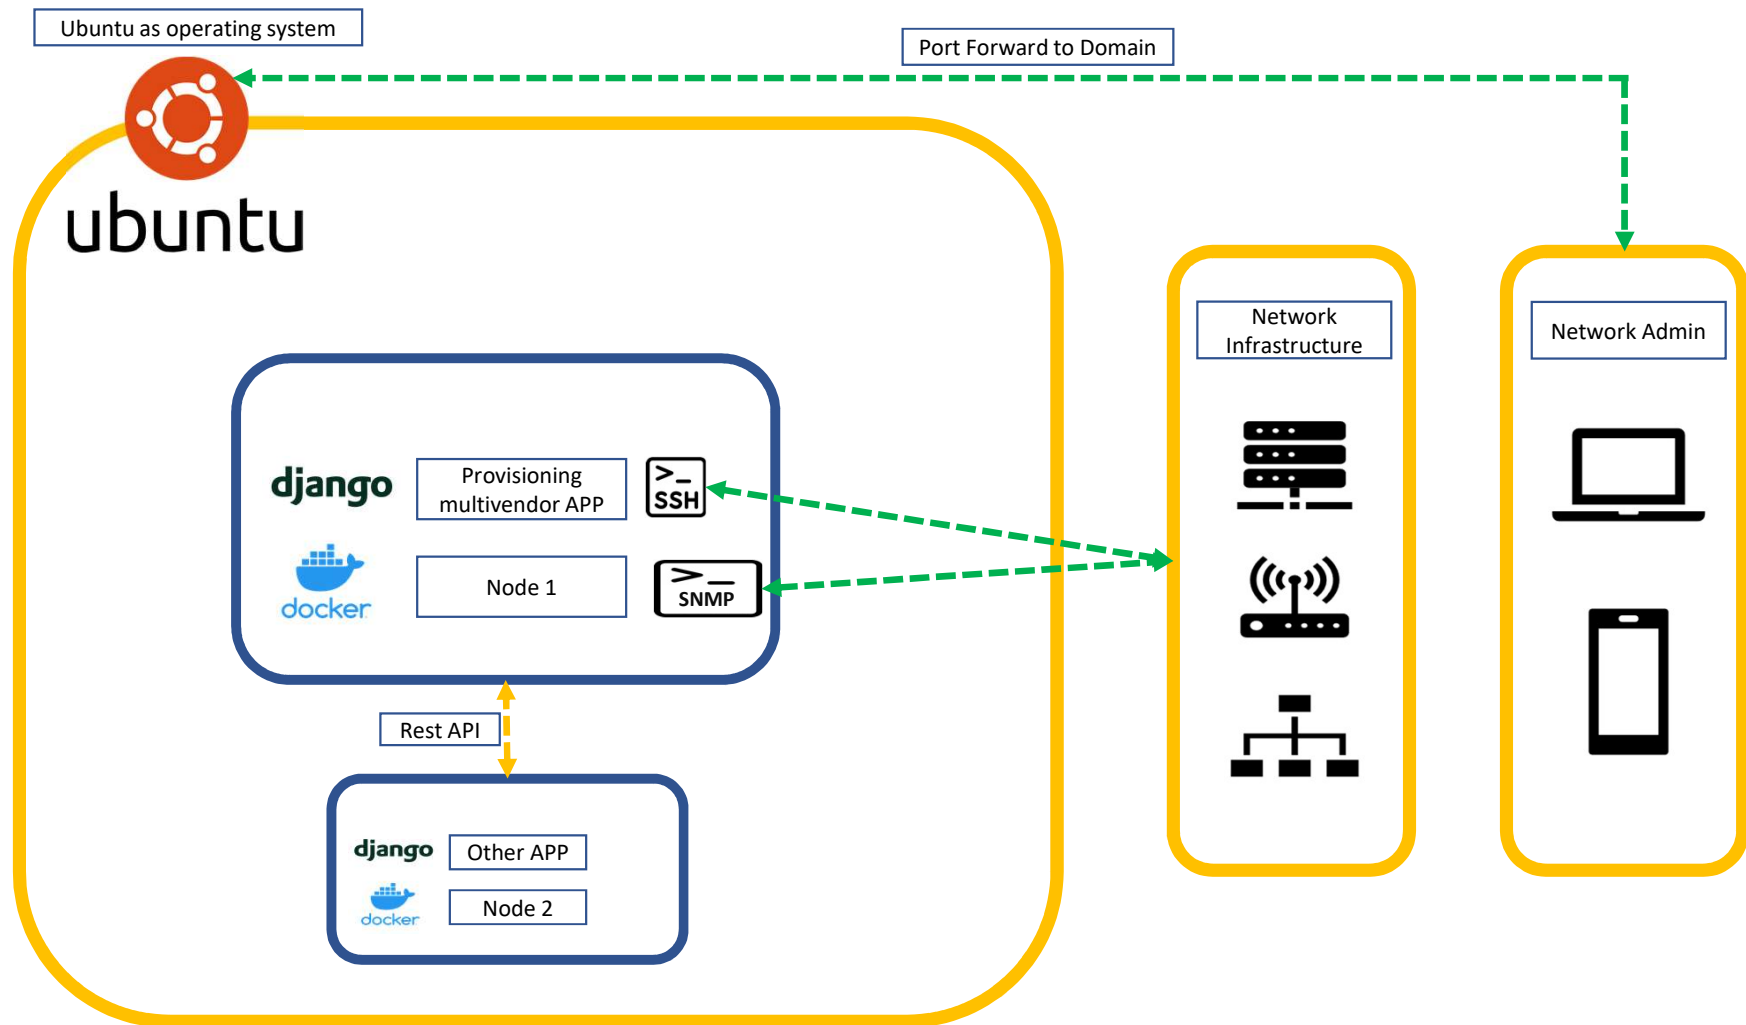 Ubuntu as operating system
Port Forward to Domain
ubuntu
Network
Infrastructure
Network Admin
django
Provisioning
multivendor APP
>_
SSH
docker
Node 1
>_
SNMP
Rest API
django
Other APP
docker
Node 2